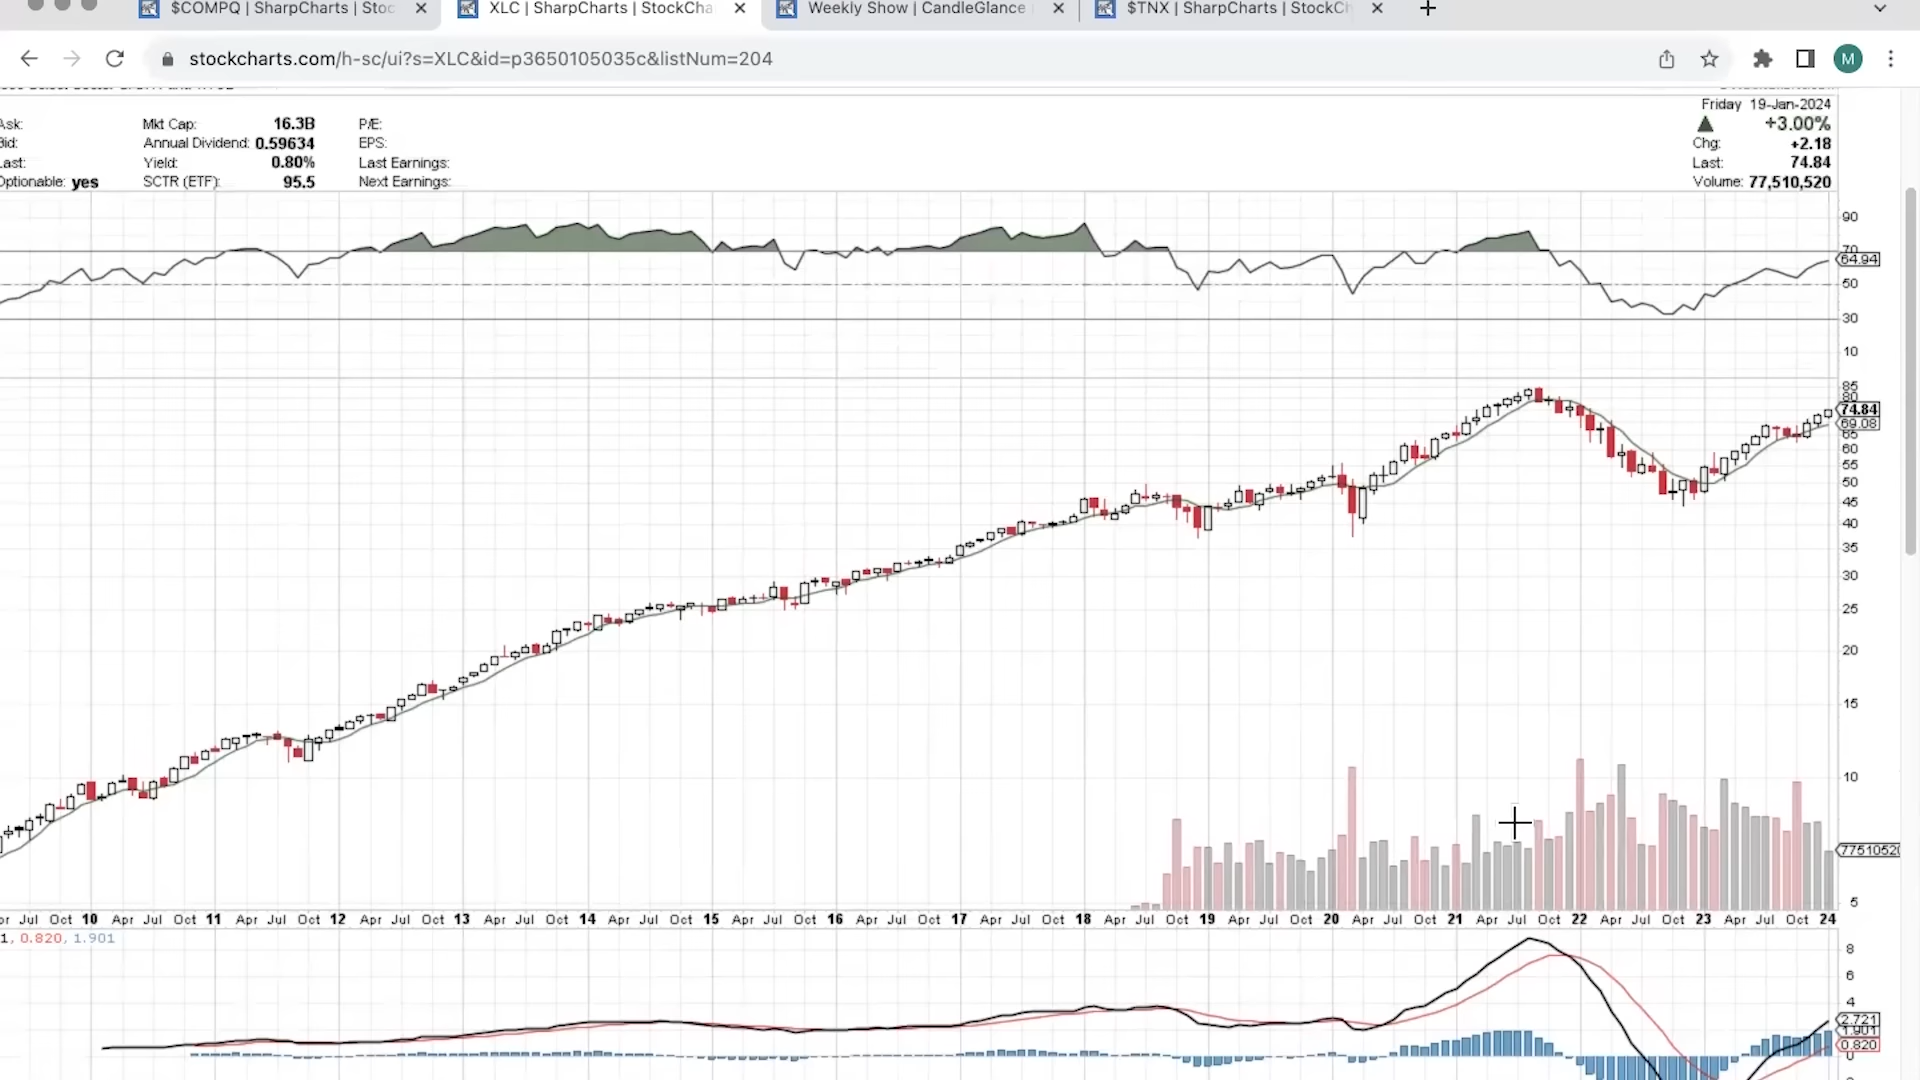 $COMPQ | SharpCharts | Stoc
XLC | SharpCharts | StockCha
Weekly Show | CandleGlance
$TNX | SharpCharts | StockCh
stockcharts.com/h-sc/ui?s=XLC&id=p3650105035c&listNum=204
M
Friday 19-Jan-2024
Ask: Mkt Cap: 16.3B P/E: +3.00%
Bid: Annual Dividend: 0.59634 EPS: Chg: +2.18
Last: Yield: 0.80% Last Earnings: Last: 74.84
Optionable: yes SCTR (ETF): 95.5 Next Earnings: Volume: 77,510,520
90
70
64.94
50
30
10
85
80
74.84
69.08
65
60
55
50
45
40
35
30
25
20
15
10
77510520
5
Jul Oct 10 Apr Jul Oct 11 Apr Jul Oct 12 Apr Jul Oct 13 Apr Jul Oct 14 Apr Jul Oct 15 Apr Jul Oct 16 Apr Jul Oct 17 Apr Jul Oct 18 Apr Jul Oct 19 Apr Jul Oct 20 Apr Jul Oct 21 Apr Jul Oct 22 Apr Jul Oct 23 Apr Jul Oct 24
1, 0.820, 1.901
8
6
4
2.721
1.901
0.820
0